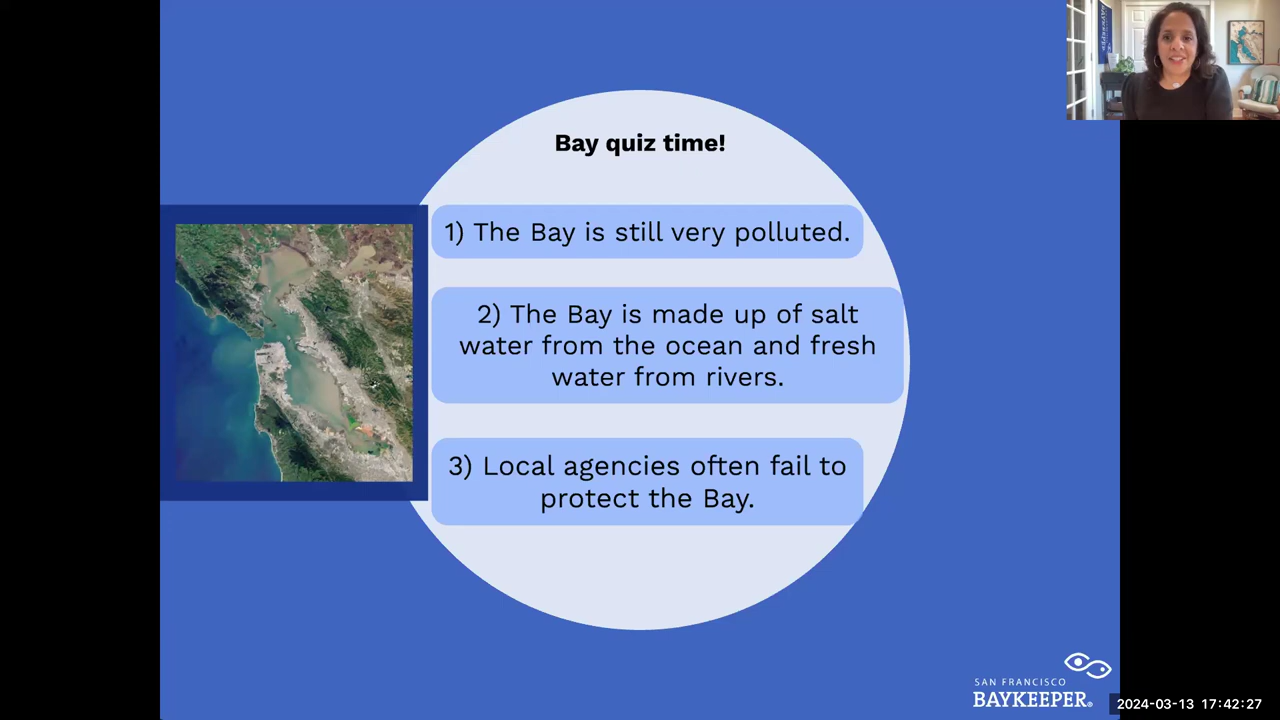 Bay quiz time!
1) The Bay is still very polluted.
2) The Bay is made up of salt
water from the ocean and fresh
water from rivers.
3) Local agencies often fail to
protect the Bay.
SAN FRANCISCO
BAYKEEPER®
2024-03-13 17:42:27